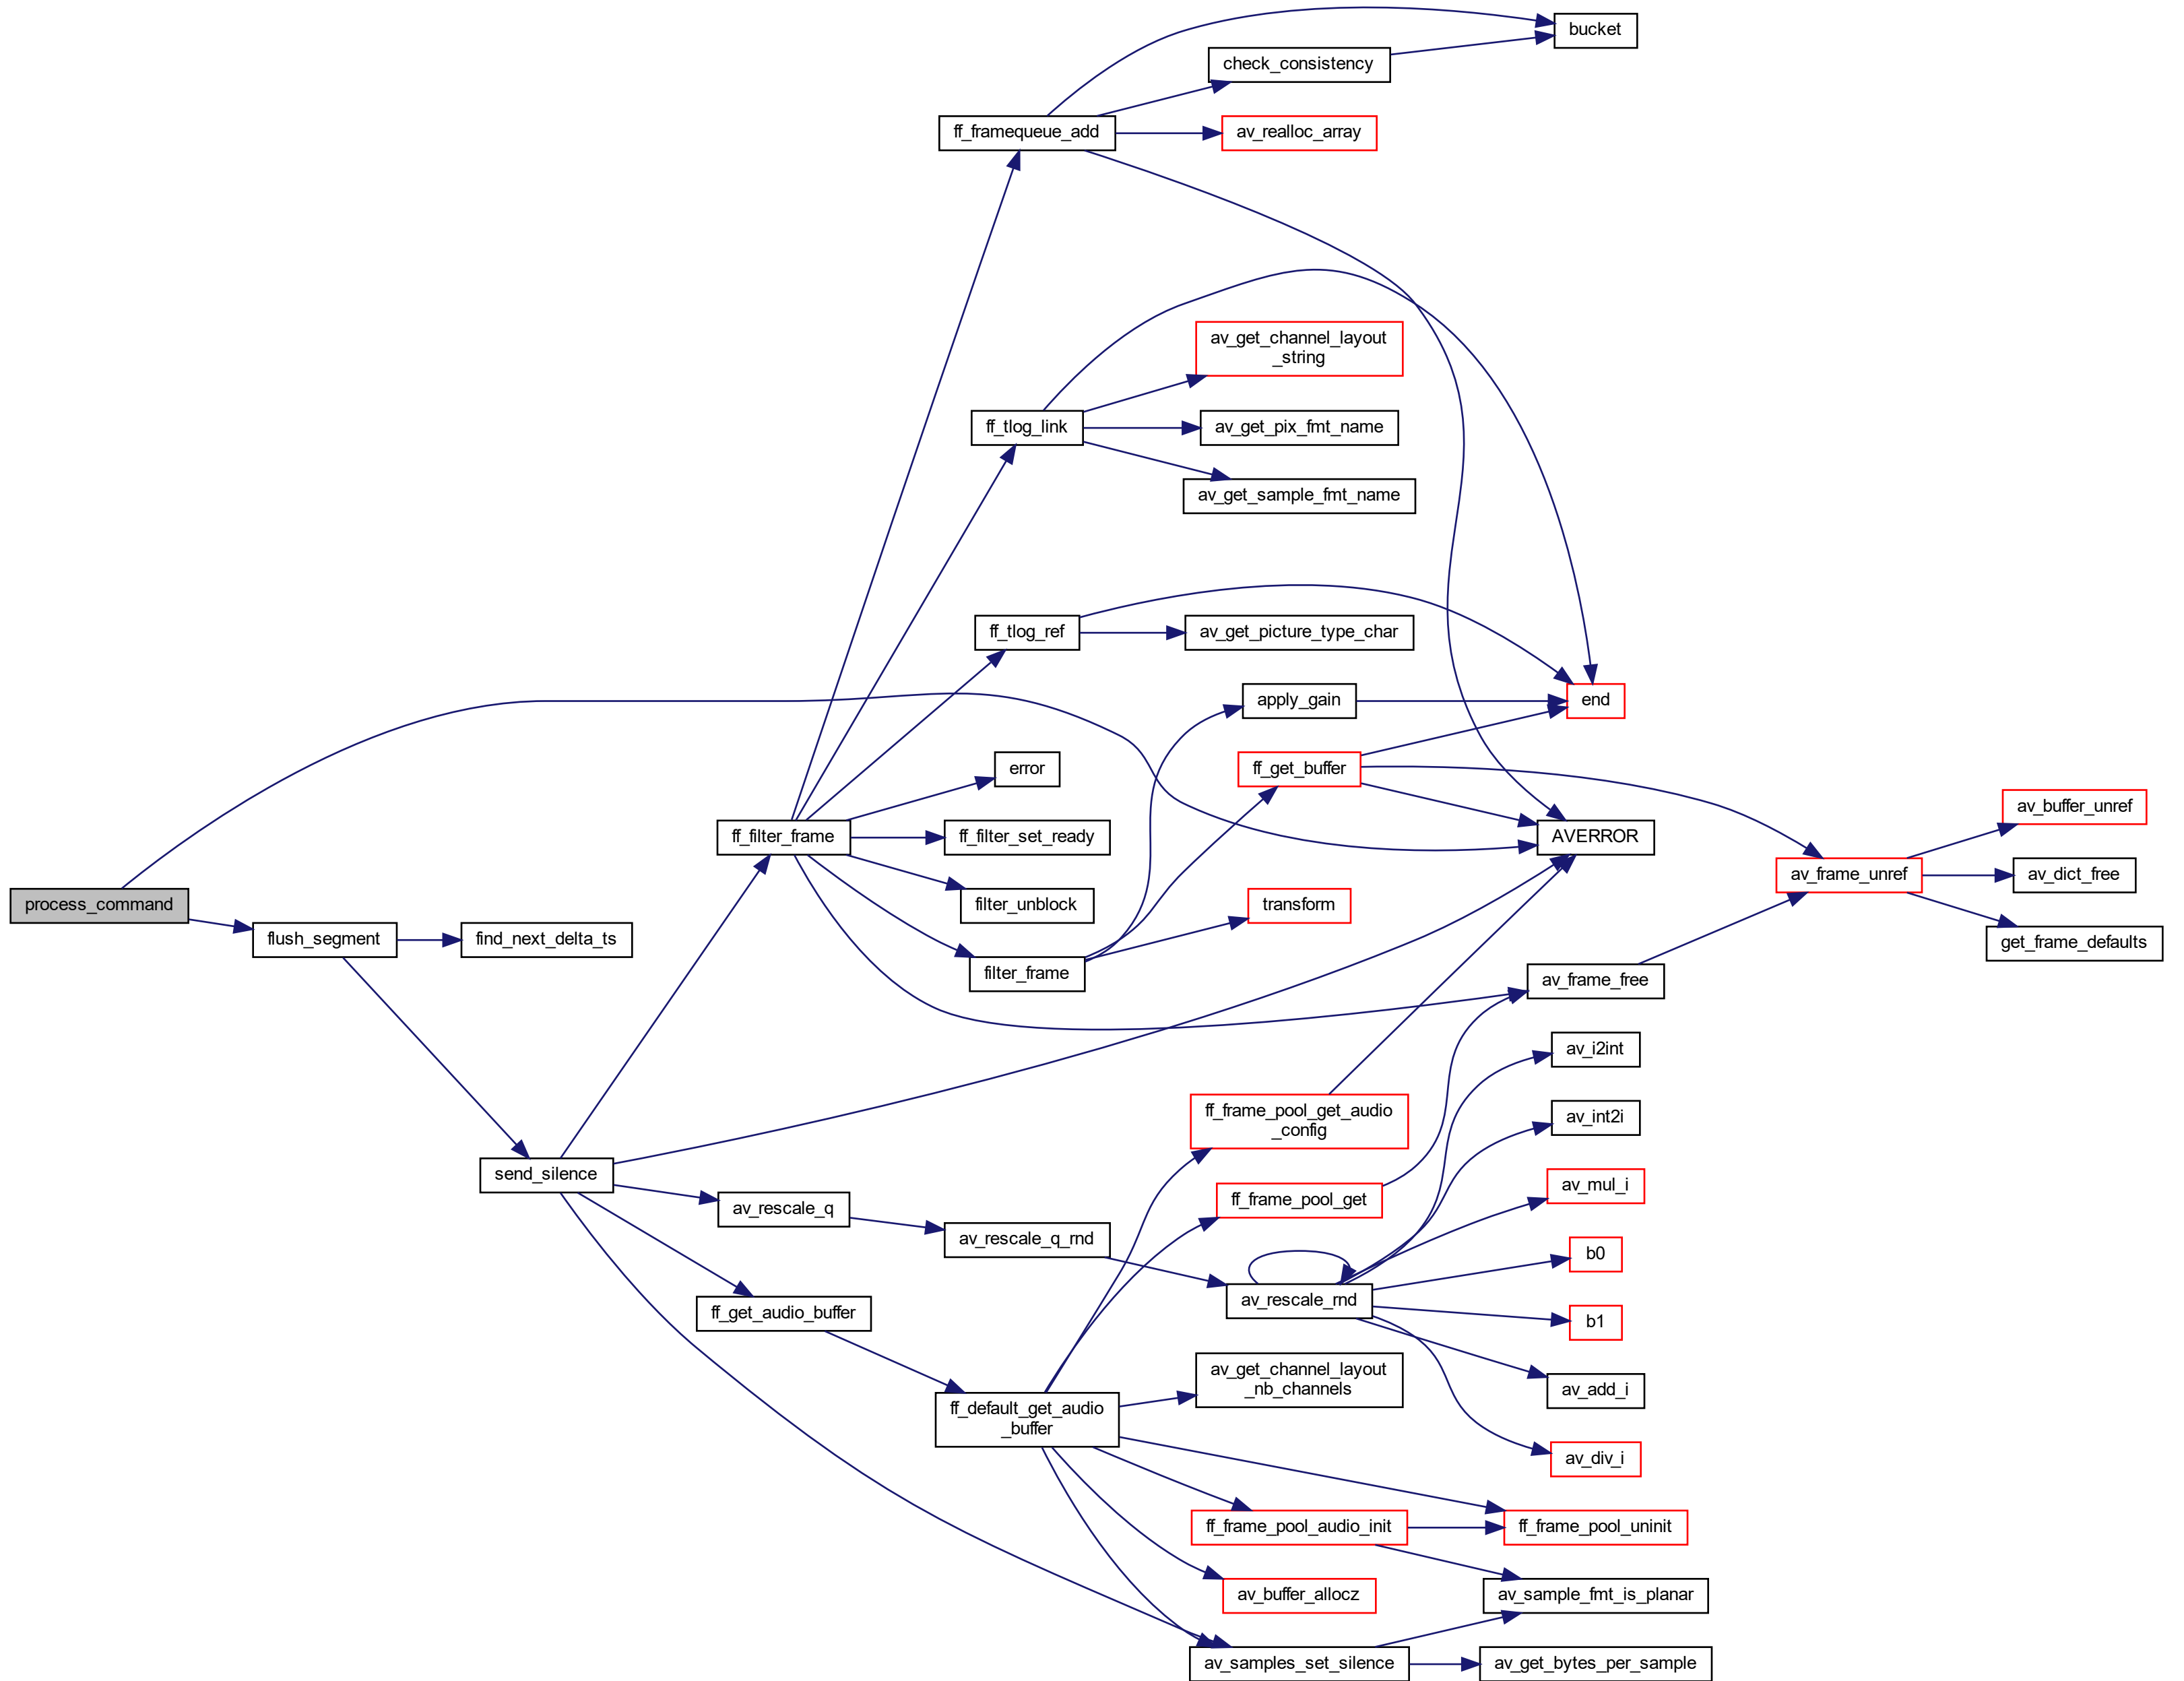 bucket
check_consistency
ff_framequeue_add
av_realloc_array
av_get_channel_layout
_string
ff_tlog_link
av_get_pix_fmt_name
av_get_sample_fmt_name
ff_tlog_ref
av_get_picture_type_char
apply_gain
end
error
ff_get_buffer
av_buffer_unref
ff_filter_frame
ff_filter_set_ready
AVERROR
process_command
filter_unblock
transform
av_frame_unref
av_dict_free
flush_segment
find_next_delta_ts
filter_frame
av_frame_free
get_frame_defaults
av_i2int
ff_frame_pool_get_audio
_config
av_int2i
send_silence
av_rescale_q
ff_frame_pool_get
av_mul_i
av_rescale_q_rnd
b0
ff_get_audio_buffer
av_rescale_rnd
b1
ff_default_get_audio
_buffer
av_get_channel_layout
_nb_channels
av_add_i
av_div_i
ff_frame_pool_audio_init
ff_frame_pool_uninit
av_buffer_allocz
av_sample_fmt_is_planar
av_samples_set_silence
av_get_bytes_per_sample